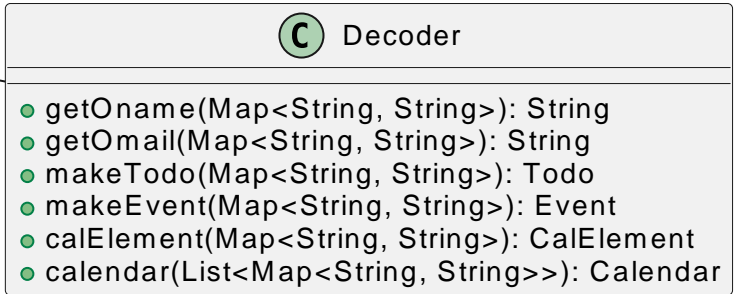 C Decoder
getOname(Map<String, String>): String
getOmail(Map<String, String>): String
makeTodo(Map<String, String>): Todo
makeEvent(Map<String, String>): Event
calElement(Map<String, String>): CalElement
calendar(List<Map<String, String>>): Calendar